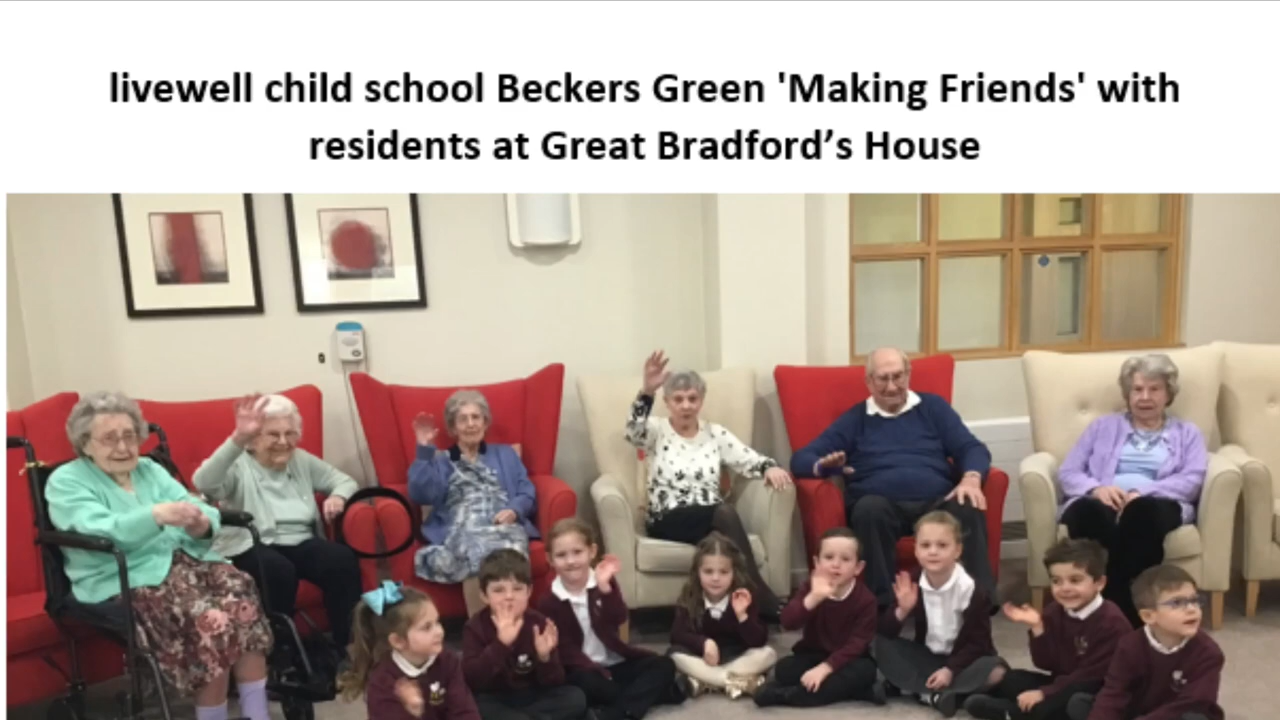 livewell child school Beckers Green 'Making Friends' with
residents at Great Bradford’s House